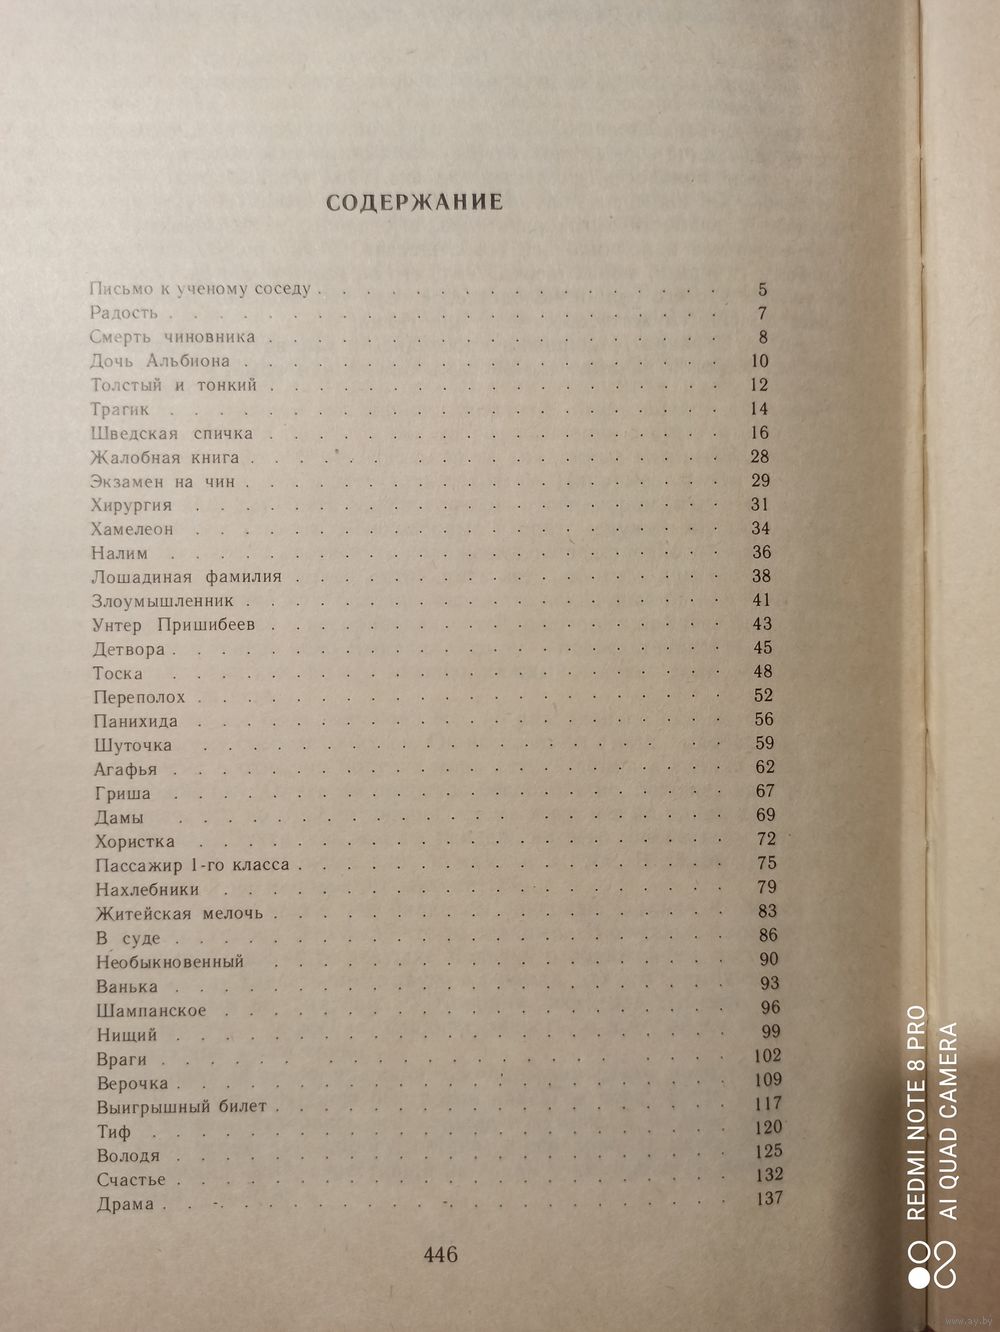 СОДЕРЖАНИЕ
Письмо к ученому соседу . . . . . . . . . . . . . . . . . 5
Радость . . . . . . . . . . . . . . . . . . . . . . . 7
Смерть чиновника . . . . . . . . . . . . . . . . . . . 8
Дочь Альбиона . . . . . . . . . . . . . . . . . . . . 10
Толстый и тонкий . . . . . . . . . . . . . . . . . . . 12
Трагик . . . . . . . . . . . . . . . . . . . . . . . 14
Шведская спичка . . . . . . . . . . . . . . . . . . . 16
Жалобная книга . . . . . . . . . . . . . . . . . . . 28
Экзамен на чин . . . . . . . . . . . . . . . . . . . . 29
Хирургия . . . . . . . . . . . . . . . . . . . . . . 31
Хамелеон . . . . . . . . . . . . . . . . . . . . . . 34
Налим . . . . . . . . . . . . . . . . . . . . . . . 36
Лошадиная фамилия . . . . . . . . . . . . . . . . . . 38
Злоумышленник . . . . . . . . . . . . . . . . . . . . 41
Унтер Пришибеев . . . . . . . . . . . . . . . . . . . 43
Детвора . . . . . . . . . . . . . . . . . . . . . . . 45
Тоска . . . . . . . . . . . . . . . . . . . . . . . 48
Переполох . . . . . . . . . . . . . . . . . . . . . . 52
Панихида . . . . . . . . . . . . . . . . . . . . . . 56
Шуточка . . . . . . . . . . . . . . . . . . . . . 59
Агафья . . . . . . . . . . . . . . . . . . . . . . . 62
Гриша . . . . . . . . . . . . . . . . . . . . . . . 67
Дамы . . . . . . . . . . . . . . . . . . . . . . 69
Хористка . . . . . . . . . . . . . . . . . . . . . . 72
Пассажир 1-го класса . . . . . . . . . . . . . . . . . . 75
Нахлебники . . . . . . . . . . . . . . . . . . . . . 79
Житейская мелочь . . . . . . . . . . . . . . . . . . . 83
В суде . . . . . . . . . . . . . . . . . . . . . . . 86
Необыкновенный . . . . . . . . . . . . . . . . . . . 90
Ванька . . . . . . . . . . . . . . . . . . . . . . . 93
Шампанское . . . . . . . . . . . . . . . . . . . . . 96
Нищий . . . . . . . . . . . . . . . . . . . . . . . 99
Враги . . . . . . . . . . . . . . . . . . . . . . 102
Верочка . . . . . . . . . . . . . . . . . . . . . . . 109
Выигрышный билет . . . . . . . . . . . . . . . . . . . 117
Тиф . . . . . . . . . . . . . . . . . . . . . . . . 120
Володя . . . . . . . . . . . . . . . . . . . . . . . 125
Счастье . . . . . . . . . . . . . . . . . . . . . . . 132
Драма . . . . . . . . . . . . . . . . . . . . . . . 137
446
REDMI NOTE 8 PRO
AI QUAD CAMERA
www.ay.by